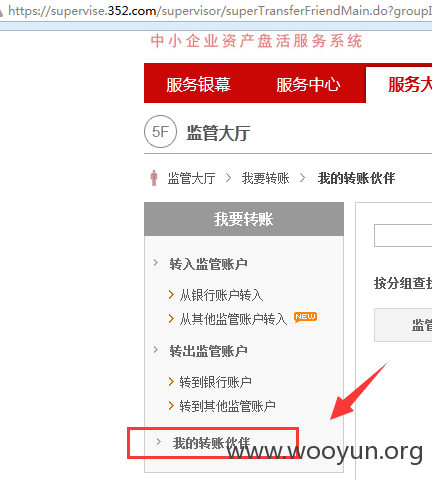 https://supervise.352.com/supervisor/superTransferFriendMain.do?groupI
中小企业资产盘活服务系统
服务银幕 服务中心 服务大
5F 监管大厅
监管大厅 > 我要转账 > 我的转账伙伴
我要转账
转入监管账户
从银行账户转入
从其他监管账户转入 NEW
转出监管账户
转到银行账户
转到其他监管账户
我的转账伙伴
按分组查找
监管
www.wooyun.org